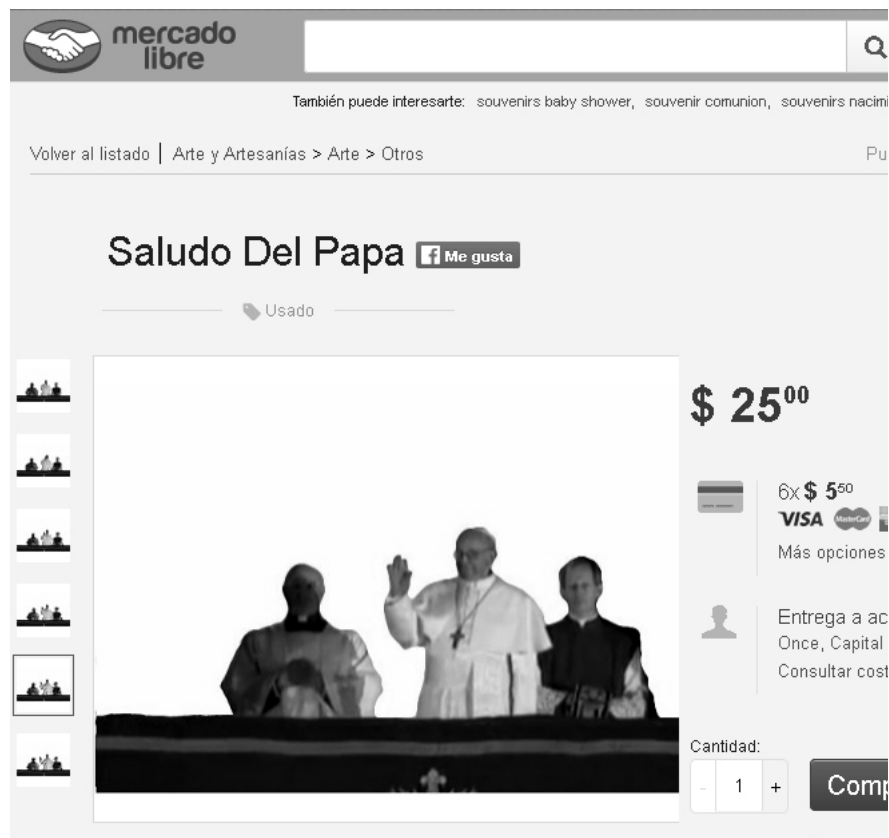 mercado
libre
También puede interesarte: souvenirs baby shower, souvenir comunion, souvenirs nacimi
Volver al listado | Arte y Artesanías > Arte > Otros
Pu
Saludo Del Papa
f Me gusta
Usado
$ 25⁰⁰
6x $ 5⁵⁰
VISA MasterCard
Más opciones
Entrega a ac
Once, Capital
Consultar cost
Cantidad:
- 1 +
Comp